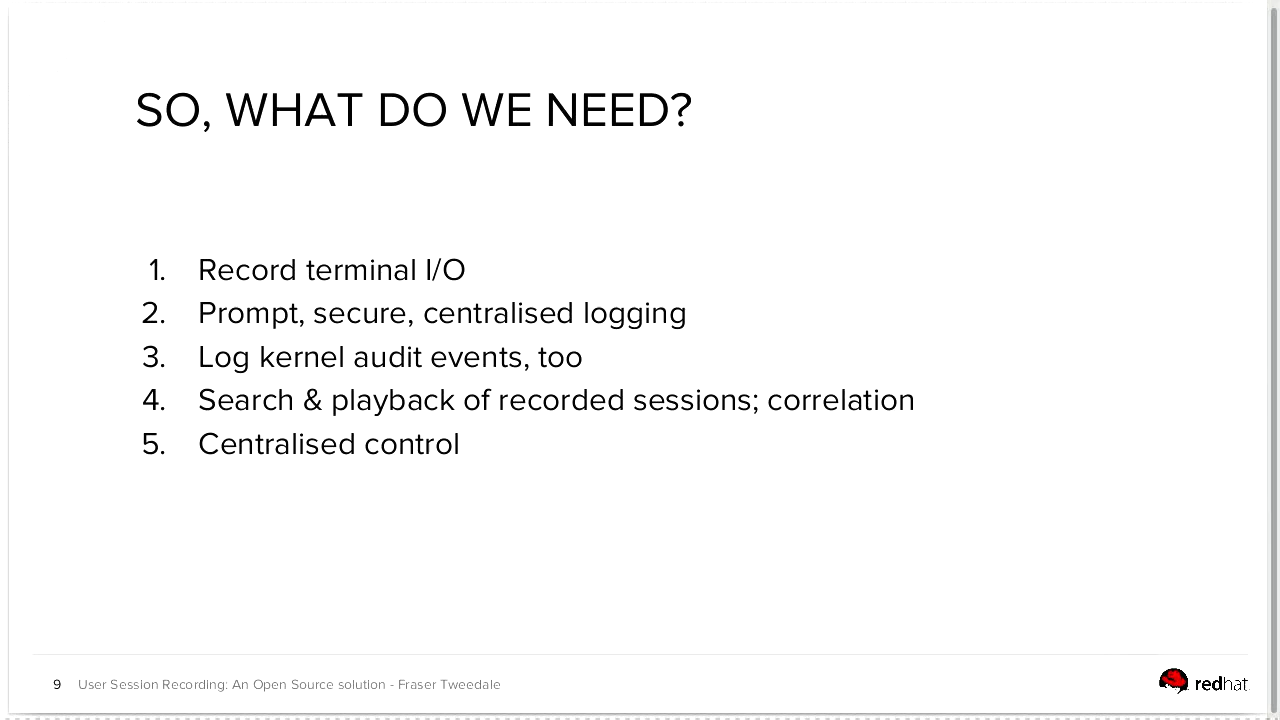 SO, WHAT DO WE NEED?
1. Record terminal I/O
2. Prompt, secure, centralised logging
3. Log kernel audit events, too
4. Search & playback of recorded sessions; correlation
5. Centralised control
9 User Session Recording: An Open Source solution - Fraser Tweedale
redhat